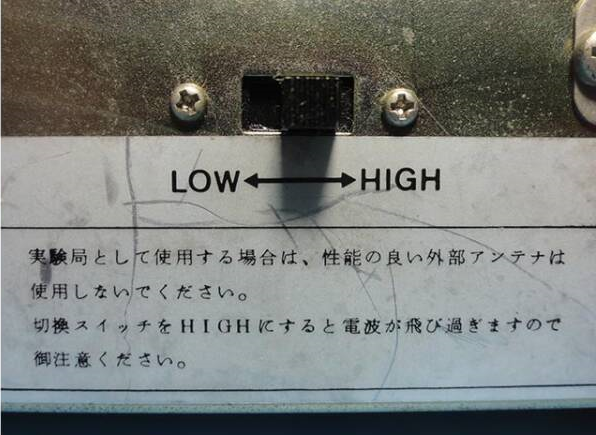 LOW↔HIGH
実験局として使用する場合は、性能の良い外部アンテナは
使用しないでください。
切換スイッチをHIGHにすると電波が飛び過ぎますので
御注意ください。